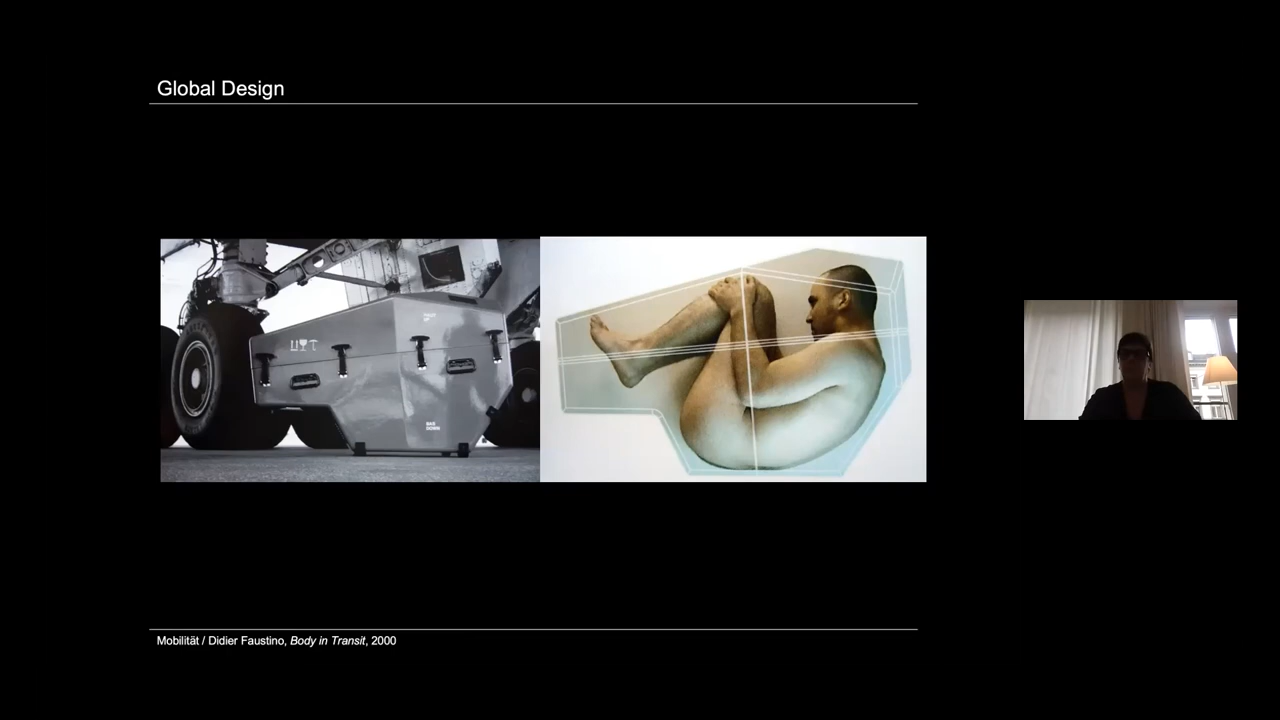 Global Design
Mobilität / Didier Faustino, Body in Transit, 2000